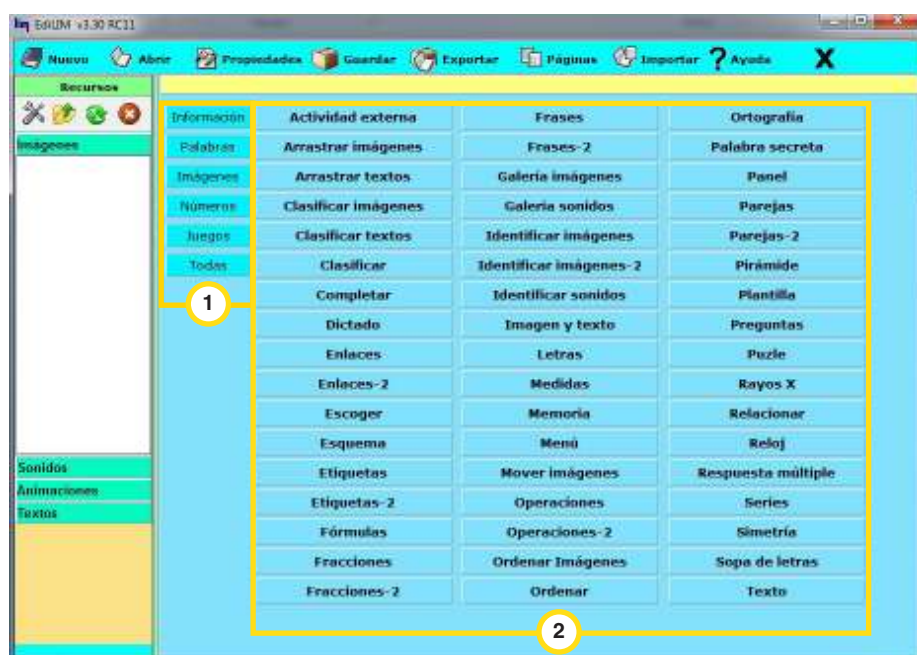 EdiLIM v3.30 RC11
Nuevo Abrir Propiedades Guardar Exportar Páginas Importar ? Ayuda X
Recursos
Imágenes
Sonidos
Animaciones
Textos
Información
Palabras
Imágenes
Números
Juegos
Todas
1
Actividad externa Frases Ortografía
Arrastrar imágenes Frases-2 Palabra secreta
Arrastrar textos Galería imágenes Panel
Clasificar imágenes Galería sonidos Parejas
Clasificar textos Identificar imágenes Parejas-2
Clasificar Identificar imágenes-2 Pirámide
Completar Identificar sonidos Plantilla
Dictado Imagen y texto Preguntas
Enlaces Letras Puzle
Enlaces-2 Medidas Rayos X
Escoger Memoria Relacionar
Esquema Menú Reloj
Etiquetas Mover imágenes Respuesta múltiple
Etiquetas-2 Operaciones Series
Fórmulas Operaciones-2 Simetría
Fracciones Ordenar Imágenes Sopa de letras
Fracciones-2 Ordenar Texto
2